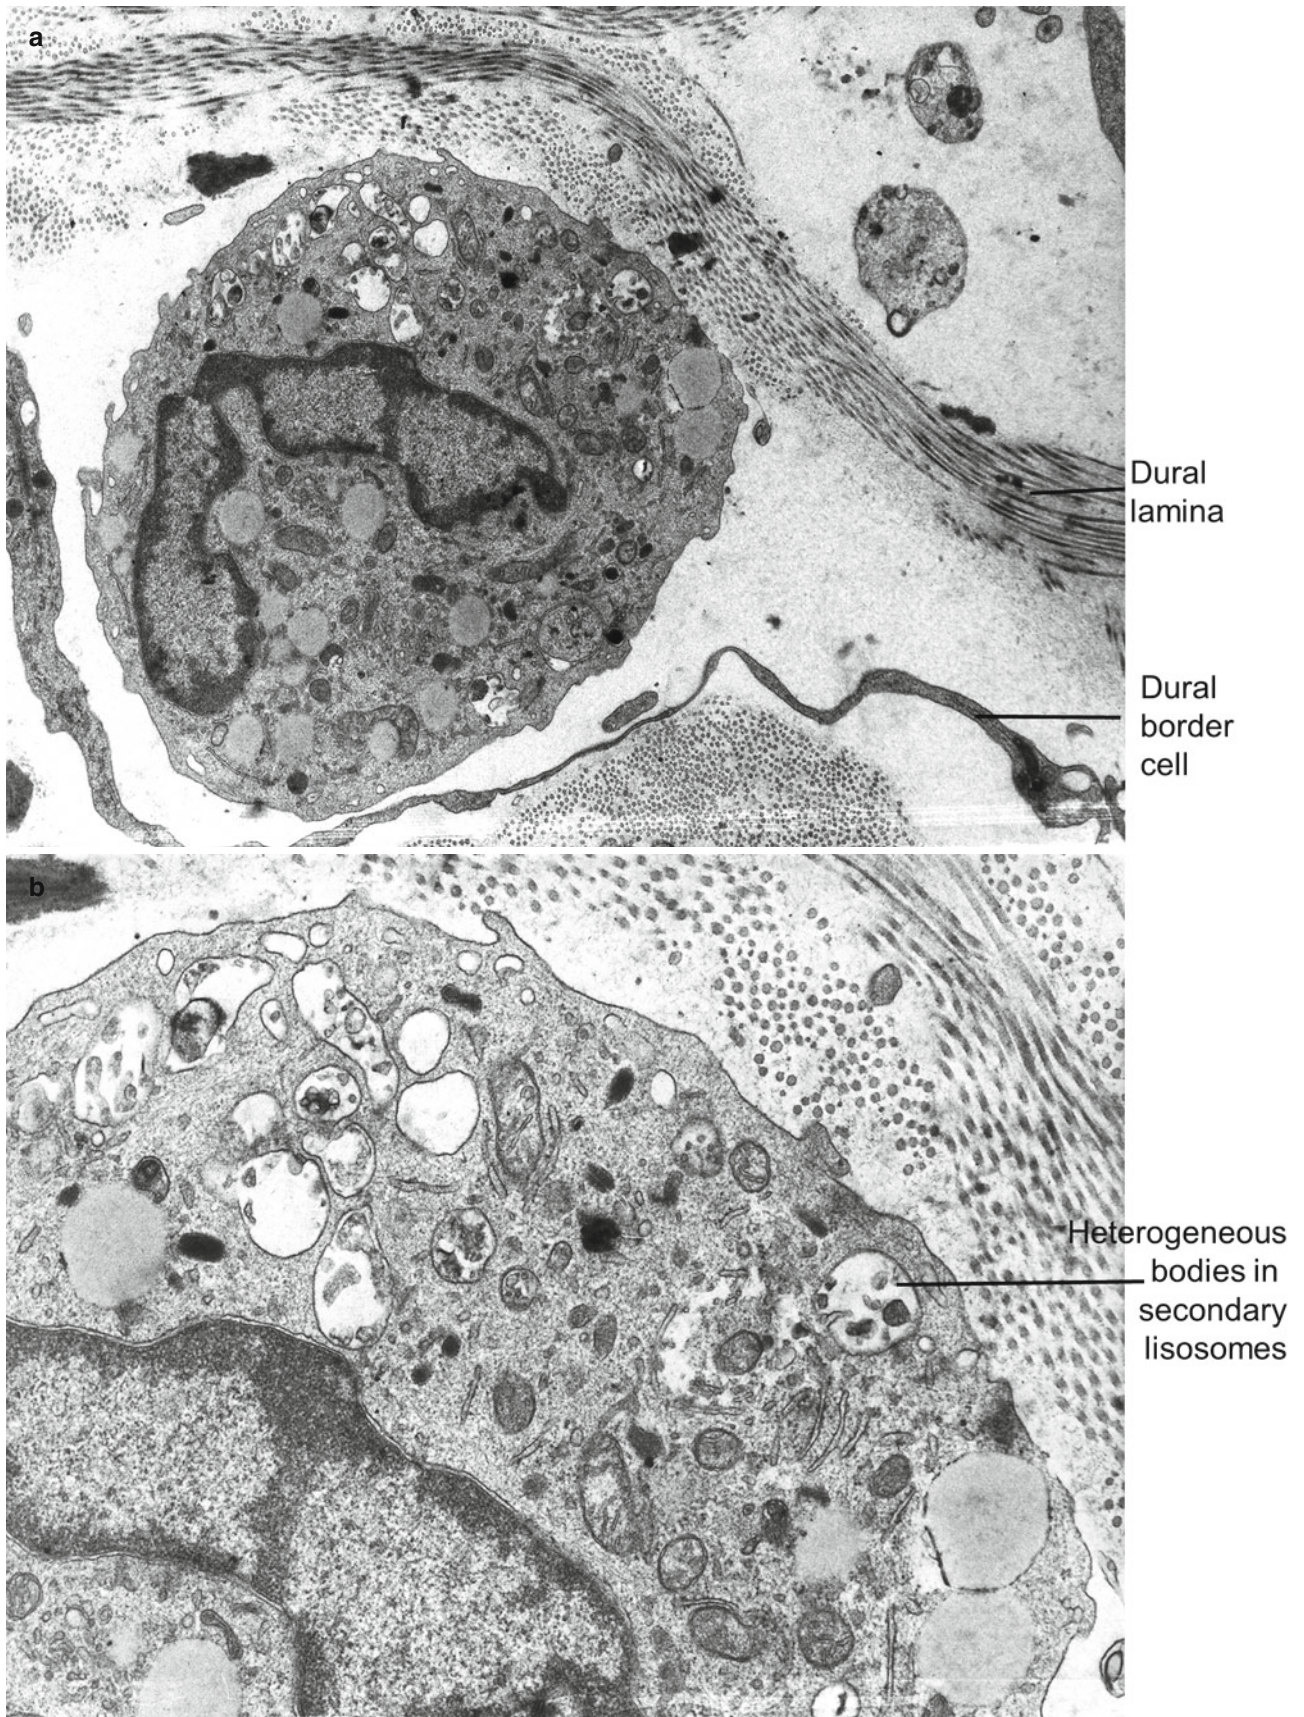 a
Dural
lamina
Dural
border
cell
b
Heterogeneous
bodies in
secondary
lisosomes